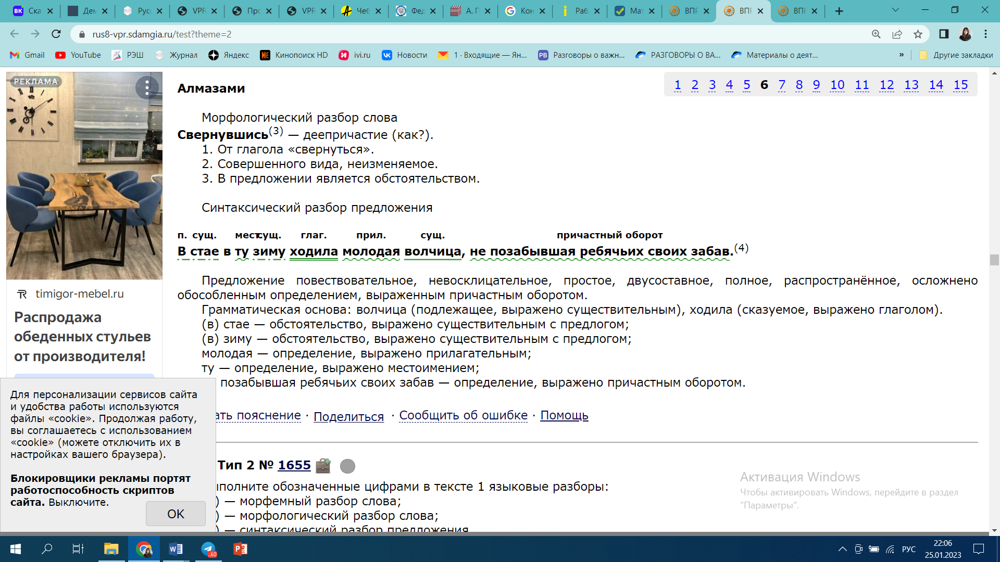 Ска
Дем
Русс
VPR
Про
VPR
Чеб
Фед
А. П
Кон
Раб
Мат
ВПР
ВПР
ВПР
rus8-vpr.sdamgia.ru/test?theme=2
Gmail
YouTube
РЭШ
Журнал
Яндекс
Кинопоиск HD
ivi.ru
Новости
1 · Входящие — Ян...
Разговоры о важн...
РАЗГОВОРЫ О ВА...
Материалы о деят...
»
Другие закладки
РЕКЛАМА
timigor-mebel.ru
Распродажа
обеденных стульев
от производителя!
1 2 3 4 5 6 7 8 9 10 11 12 13 14 15
Алмазами
Морфологический разбор слова
Свернувшись(3) — деепричастие (как?).
1. От глагола «свернуться».
2. Совершенного вида, неизменяемое.
3. В предложении является обстоятельством.
Синтаксический разбор предложения
п. сущ. мест. сущ. глаг. прил. сущ. причастный оборот
В стае в ту зиму ходила молодая волчица, не позабывшая ребячьих своих забав.(4)
Предложение повествовательное, невосклицательное, простое, двусоставное, полное, распространённое, осложнено
обособленным определением, выраженным причастным оборотом.
Грамматическая основа: волчица (подлежащее, выражено существительным), ходила (сказуемое, выражено глаголом).
(в) стае — обстоятельство, выражено существительным с предлогом;
(в) зиму — обстоятельство, выражено существительным с предлогом;
молодая — определение, выражено прилагательным;
ту — определение, выражено местоимением;
позабывшая ребячьих своих забав — определение, выражено причастным оборотом.
ать пояснение · Поделиться · Сообщить об ошибке · Помощь
Тип 2 № 1655
полните обозначенные цифрами в тексте 1 языковые разборы:
) — морфемный разбор слова;
) — морфологический разбор слова;
) — синтаксический разбор предложения
Для персонализации сервисов сайта
и удобства работы используются
файлы «cookie». Продолжая работу,
вы соглашаетесь с использованием
«cookie» (можете отключить их в
настройках вашего браузера).
Блокировщики рекламы портят
работоспособность скриптов
сайта. Выключите.
OK
Активация Windows
Чтобы активировать Windows, перейдите в раздел
"Параметры".
..60
РУС
22:06
25.01.2023